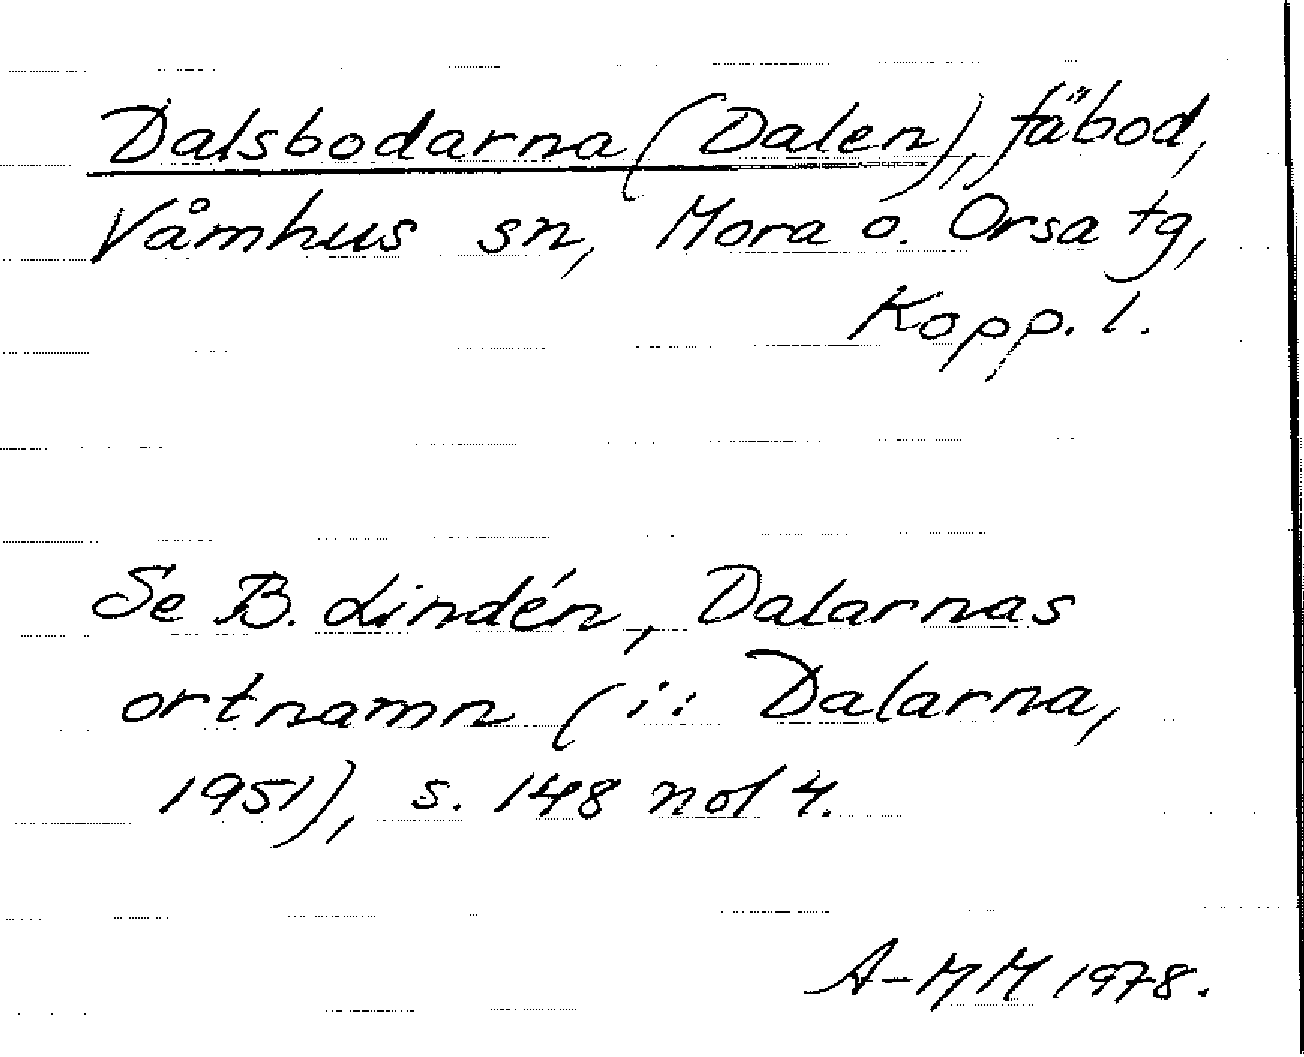 Dalsbodarna (Dalen), fäbod,
Våmhus sn, Mora o. Orsa tg,
Kopp. l.
Se B. Lindén, Dalarnas
ortnamn (i: Dalarna,
1951), s. 148 not 4.
A-MM 1978.